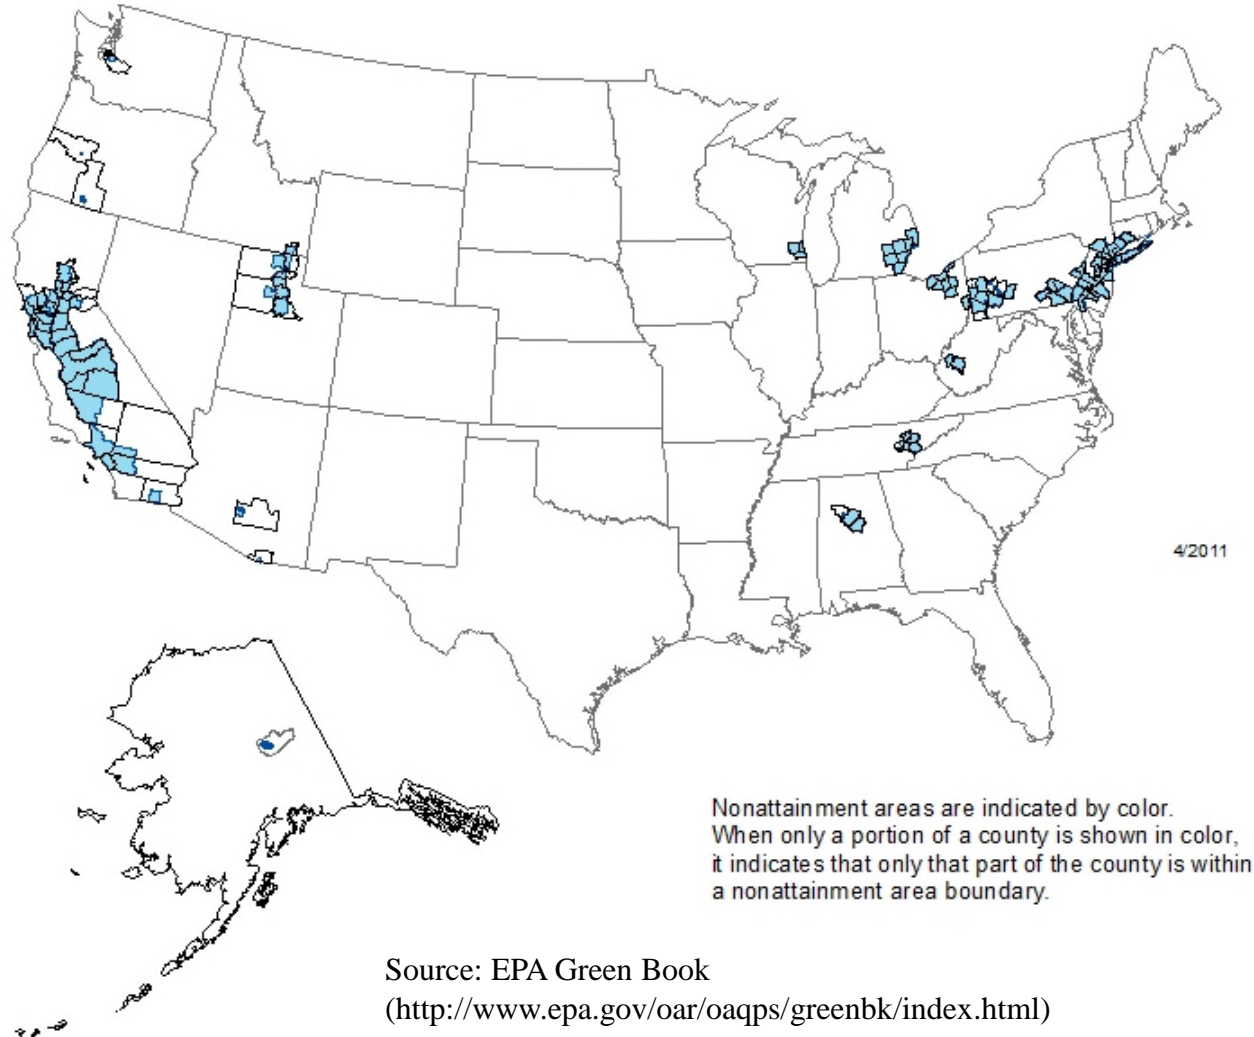 4/2011
Nonattainment areas are indicated by color.
When only a portion of a county is shown in color,
it indicates that only that part of the county is within
a nonattainment area boundary.
Source: EPA Green Book
(http://www.epa.gov/oar/oaqps/greenbk/index.html)